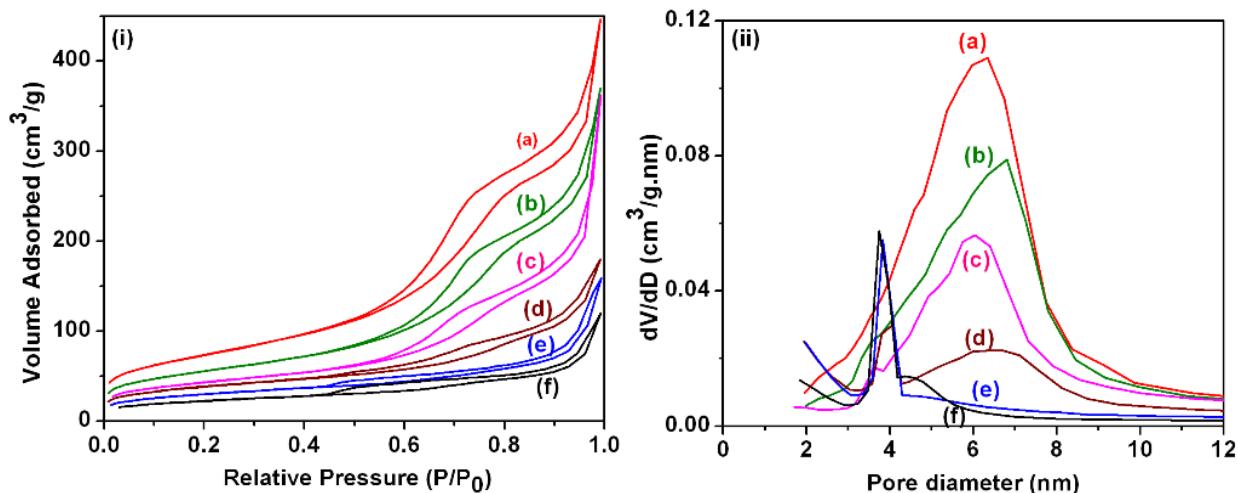 (i)
Volume Adsorbed (cm³/g)
400
300
200
100
0
(a)
(b)
(c)
(d)
(e)
(f)
0.0 0.2 0.4 0.6 0.8 1.0
Relative Pressure (P/P₀)
(ii)
dV/dD (cm³/g.nm)
0.12
0.08
0.04
0.00
(a)
(b)
(c)
(d)
(e)
(f)
0 2 4 6 8 10 12
Pore diameter (nm)